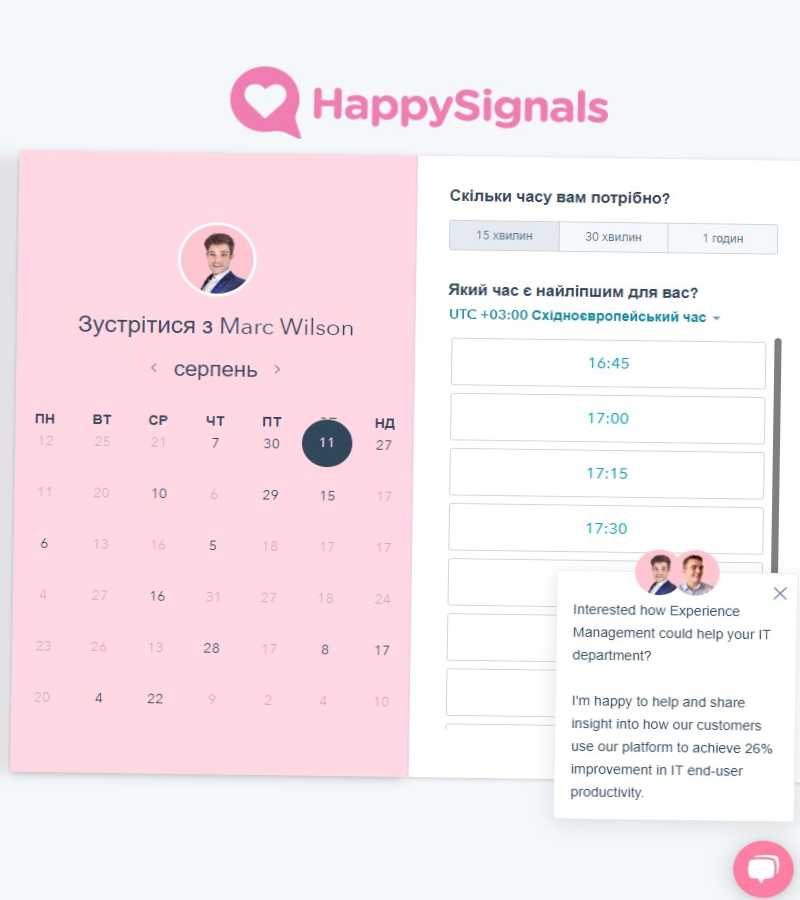 HappySignals
Зустрітися з Marc Wilson
серпень
ПН ВТ СР ЧТ ПТ НД
12 25 21 7 30 11 27
11 20 10 6 29 15 17
6 13 16 5 18 17 17
4 27 16 31 27 18 24
23 26 13 28 17 8 17
20 4 22 9 2 4 10
Скільки часу вам потрібно?
15 хвилин 30 хвилин 1 годин
Який час є найліпшим для вас?
UTC +03:00 Східноєвропейський час
16:45
17:00
17:15
17:30
Interested how Experience
Management could help your IT
department?
I'm happy to help and share
insight into how our customers
use our platform to achieve 26%
improvement in IT end-user
productivity.